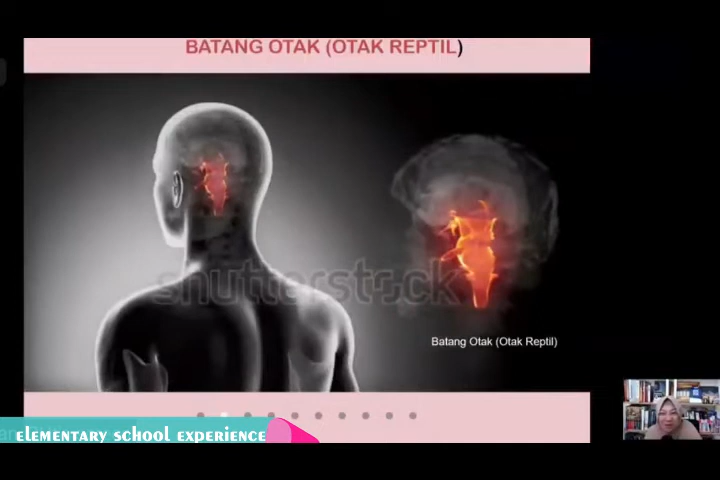 BATANG OTAK (OTAK REPTIL)
shutterstock
Batang Otak (Otak Reptil)
elementary school experience